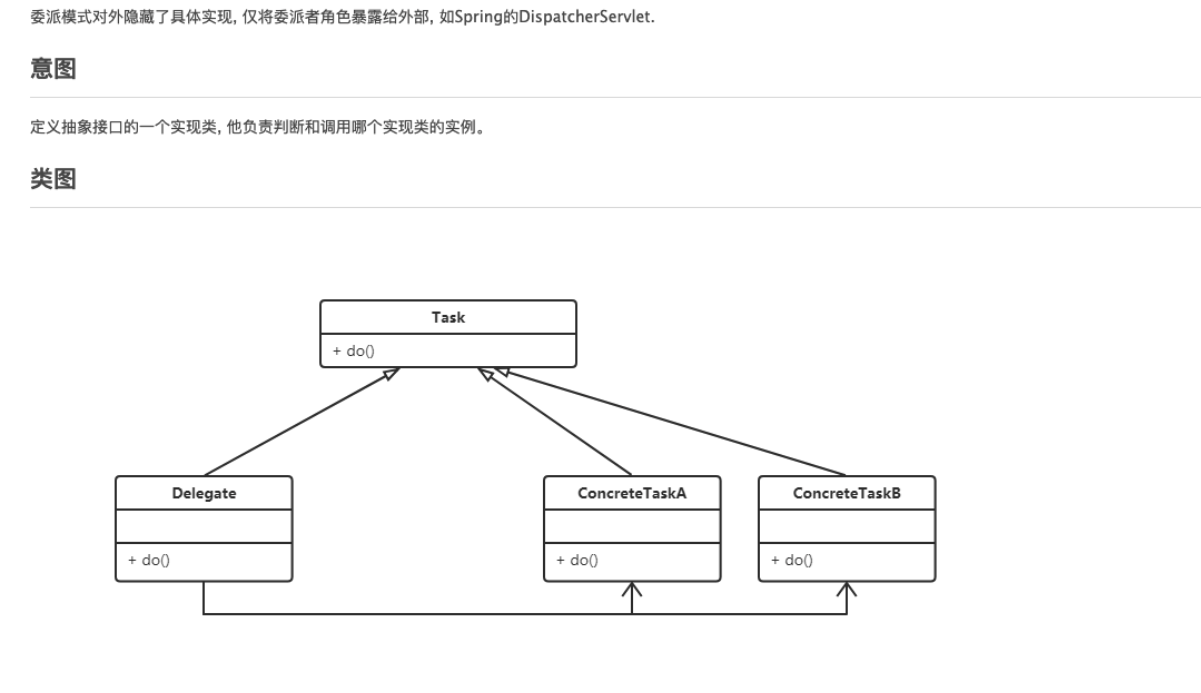 委派模式对外隐藏了具体实现, 仅将委派者角色暴露给外部, 如Spring的DispatcherServlet.
意图
定义抽象接口的一个实现类, 他负责判断和调用哪个实现类的实例。
类图
Task
+ do()
Delegate
+ do()
ConcreteTaskA
+ do()
ConcreteTaskB
+ do()